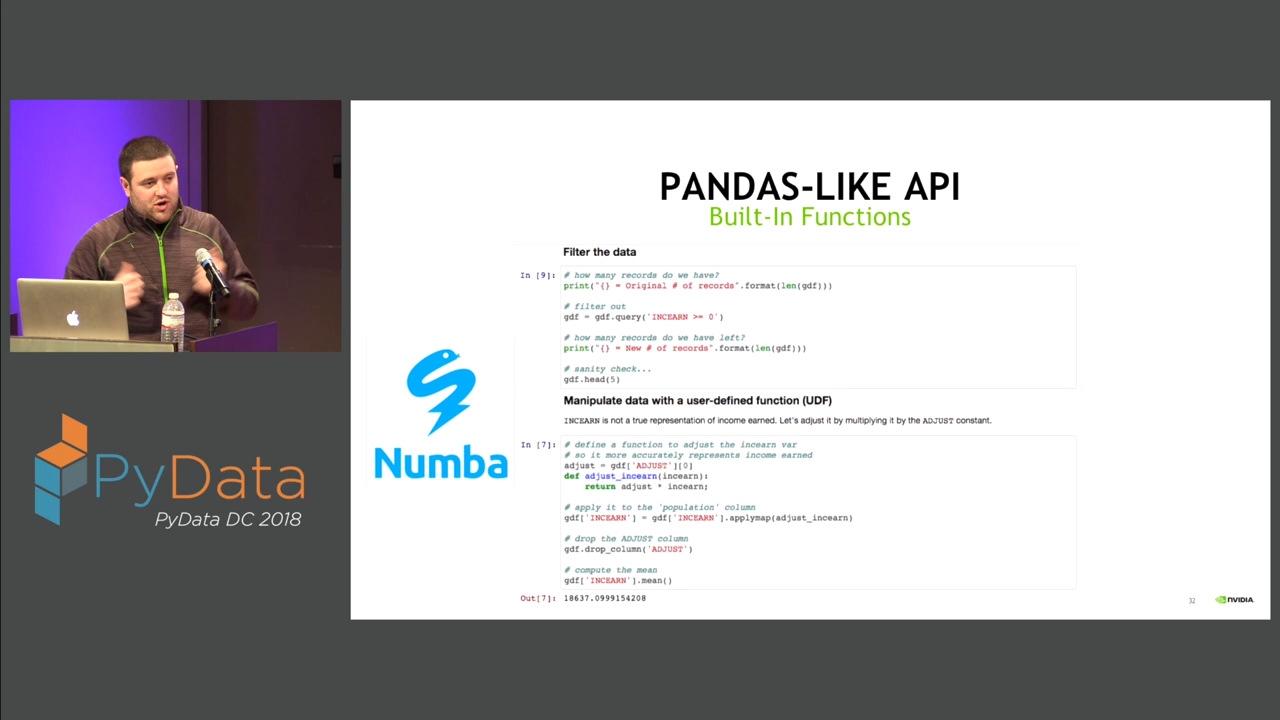 PANDAS-LIKE API
Built-In Functions
Filter the data
In [9]:
# how many records do we have?
print("{} = Original # of records".format(len(gdf)))
# filter out
gdf = gdf.query('INCEARN >= 0')
# how many records do we have left?
print("{} = New # of records".format(len(gdf)))
# sanity check...
gdf.head(5)
Manipulate data with a user-defined function (UDF)
INCEARN is not a true representation of income earned. Let's adjust it by multiplying it by the ADJUST constant.
In [7]:
# define a function to adjust the incearn var
# so it more accurately represents income earned
adjust = gdf['ADJUST'][0]
def adjust_incearn(incearn):
    return adjust * incearn;
# apply it to the 'population' column
gdf['INCEARN'] = gdf['INCEARN'].applymap(adjust_incearn)
# drop the ADJUST column
gdf.drop_column('ADJUST')
# compute the mean
gdf['INCEARN'].mean()
Out[7]: 18637.0999154208
Numba
32
NVIDIA
PyData
PyData DC 2018